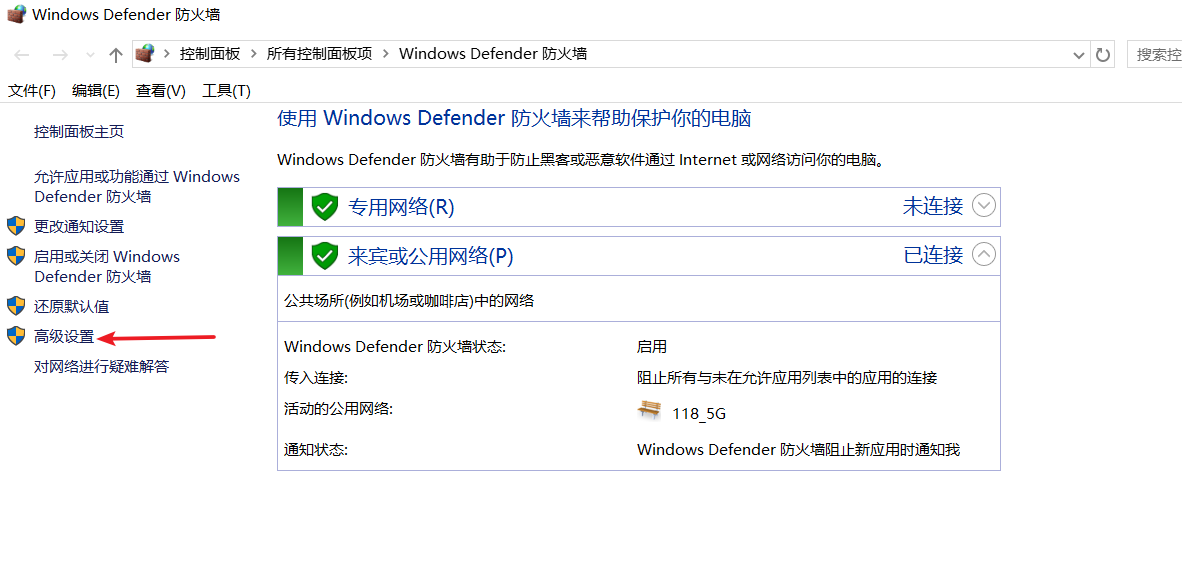 Windows Defender 防火墙
控制面板 > 所有控制面板项 > Windows Defender 防火墙
搜索控
文件(F) 编辑(E) 查看(V) 工具(T)
控制面板主页
允许应用或功能通过 Windows
Defender 防火墙
更改通知设置
启用或关闭 Windows
Defender 防火墙
还原默认值
高级设置
对网络进行疑难解答
使用 Windows Defender 防火墙来帮助保护你的电脑
Windows Defender 防火墙有助于防止黑客或恶意软件通过 Internet 或网络访问你的电脑。
专用网络(R) 未连接
来宾或公用网络(P) 已连接
公共场所(例如机场或咖啡店)中的网络
Windows Defender 防火墙状态: 启用
传入连接: 阻止所有与未在允许应用列表中的应用的连接
活动的公用网络: 118_5G
通知状态: Windows Defender 防火墙阻止新应用时通知我